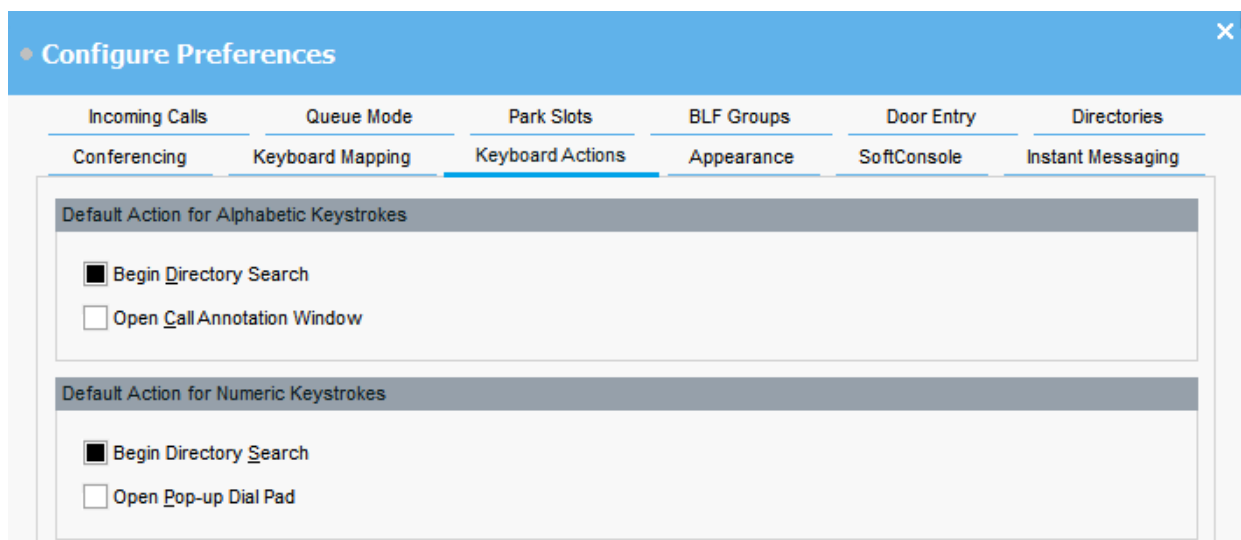 Configure Preferences
Incoming Calls Queue Mode Park Slots BLF Groups Door Entry Directories
Conferencing Keyboard Mapping Keyboard Actions Appearance SoftConsole Instant Messaging
Default Action for Alphabetic Keystrokes
Begin Directory Search
Open Call Annotation Window
Default Action for Numeric Keystrokes
Begin Directory Search
Open Pop-up Dial Pad